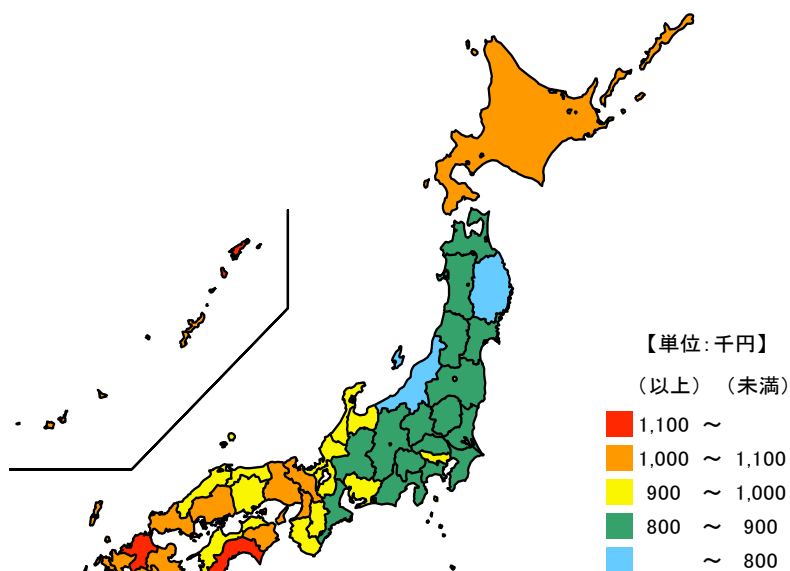 【単位：千円】
（以上） （未満）
1,100 ～
1,000 ～ 1,100
900 ～ 1,000
800 ～ 900
～ 800